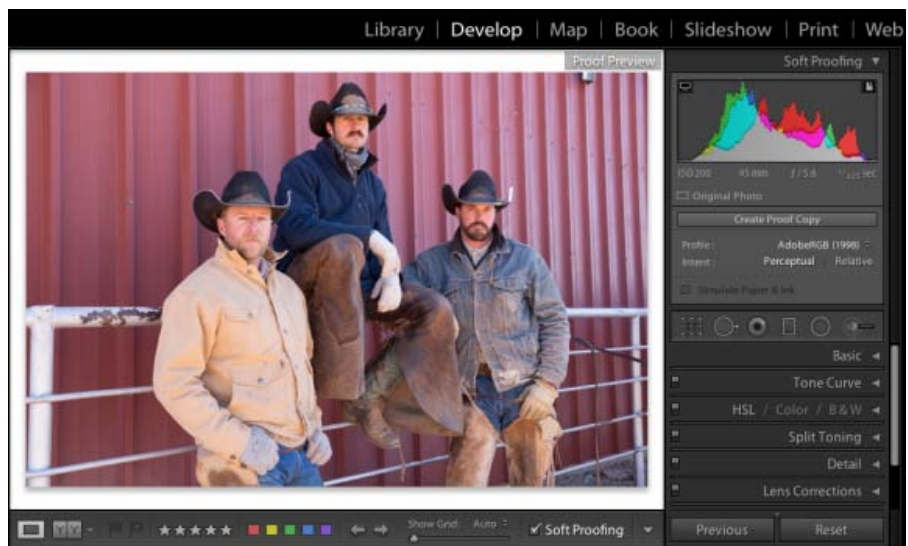 Library | Develop | Map | Book | Slideshow | Print | Web
Proof Preview
Soft Proofing
ISO 200 45 mm f / 5.6
Original Photo
Create Proof Copy
Profile : AdobeRGB (1998)
Intent : Perceptual Relative
Simulate Paper & Ink
Basic
Tone Curve
HSL / Color / B & W
Split Toning
Detail
Lens Corrections
Y Y Show Grid: Auto Soft Proofing
Previous Reset